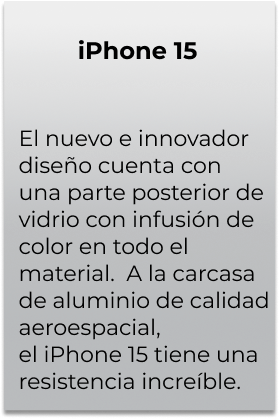 iPhone 15
El nuevo e innovador
diseño cuenta con
una parte posterior de
vidrio con infusión de
color en todo el
material.  A la carcasa
de aluminio de calidad
aeroespacial,
el iPhone 15 tiene una
resistencia increíble.